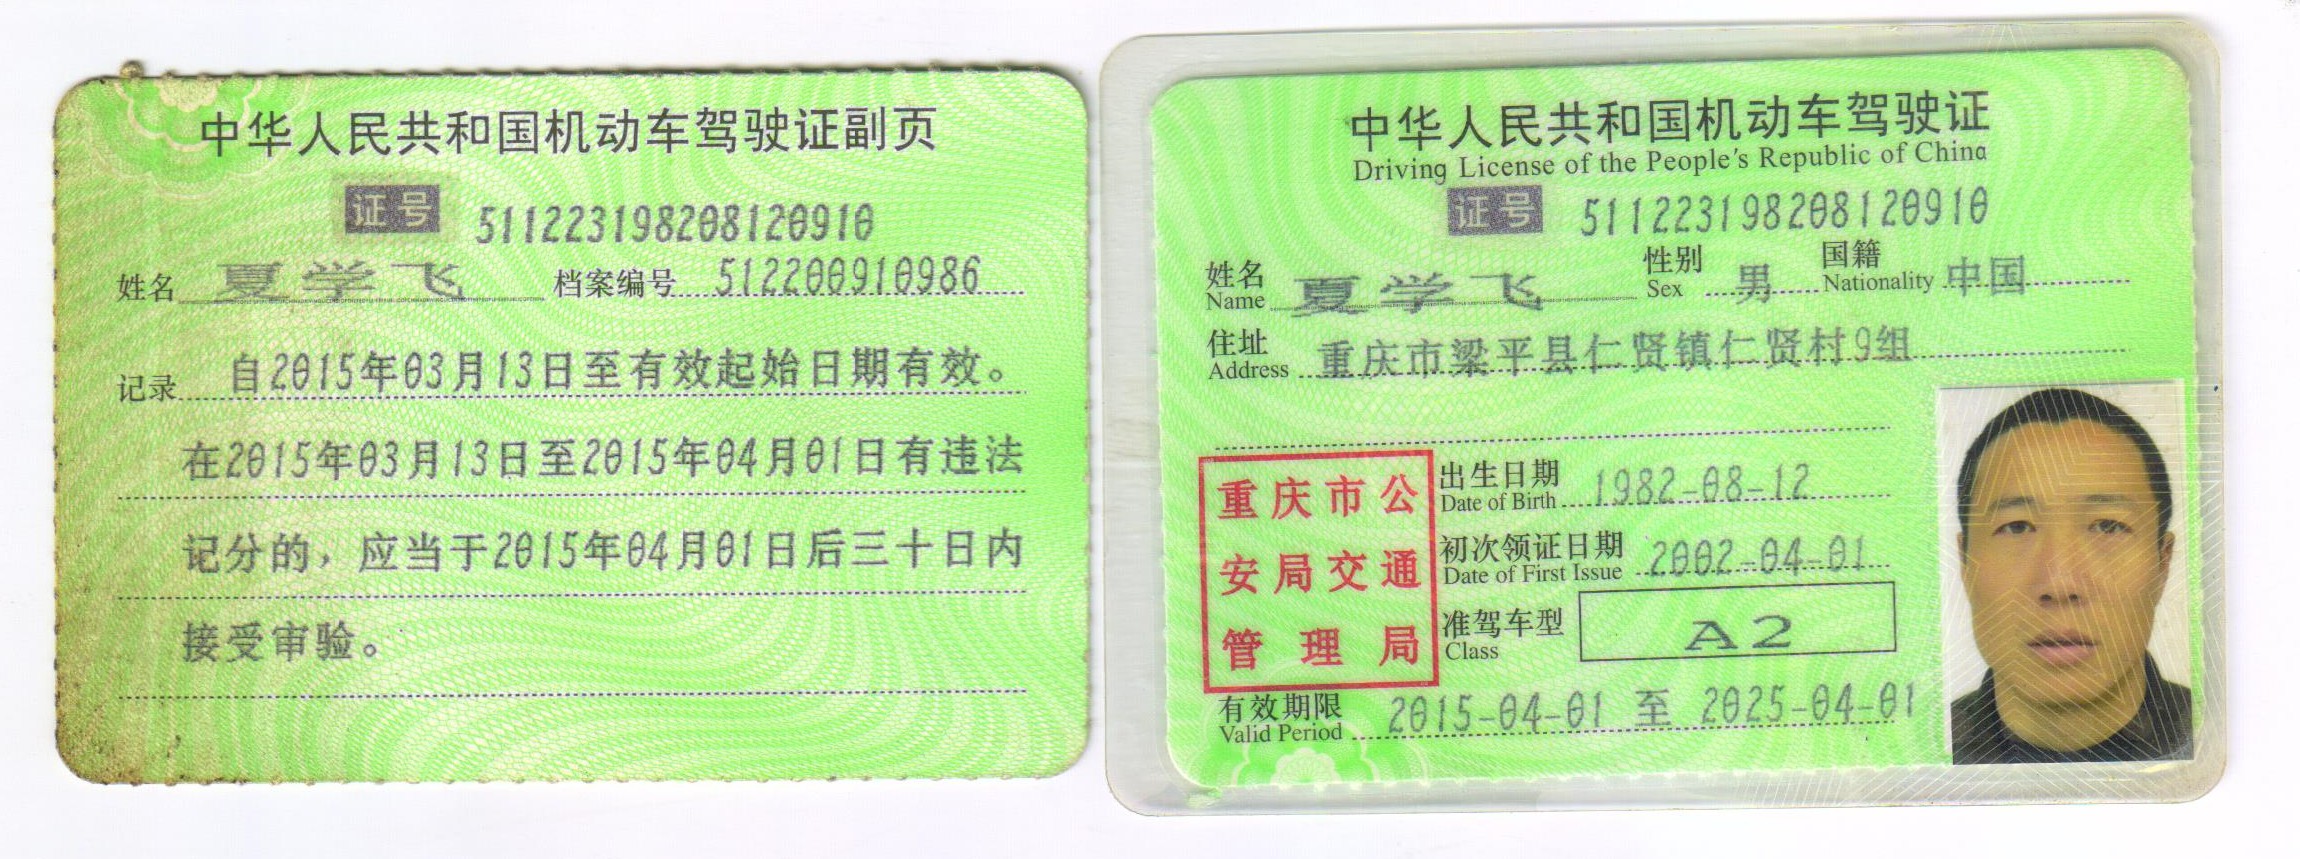 中华人民共和国机动车驾驶证副页
证号 511223198208120910
姓名 夏学飞 档案编号 512200910986
记录 自2015年03月13日至有效起始日期有效。
在2015年03月13日至2015年04月01日有违法
记分的，应当于2015年04月01日后三十日内
接受审验。
中华人民共和国机动车驾驶证
Driving License of the People's Republic of China
证号 511223198208120910
姓名 夏学飞 性别 男 国籍 中国
Name Sex Nationality
住址 重庆市梁平县仁贤镇仁贤村9组
Address
重庆市公
安局交通
管理局
出生日期 1982-08-12
Date of Birth
初次领证日期 2002-04-01
Date of First Issue
准驾车型 A2
Class
有效期限 2015-04-01 至 2025-04-01
Valid Period